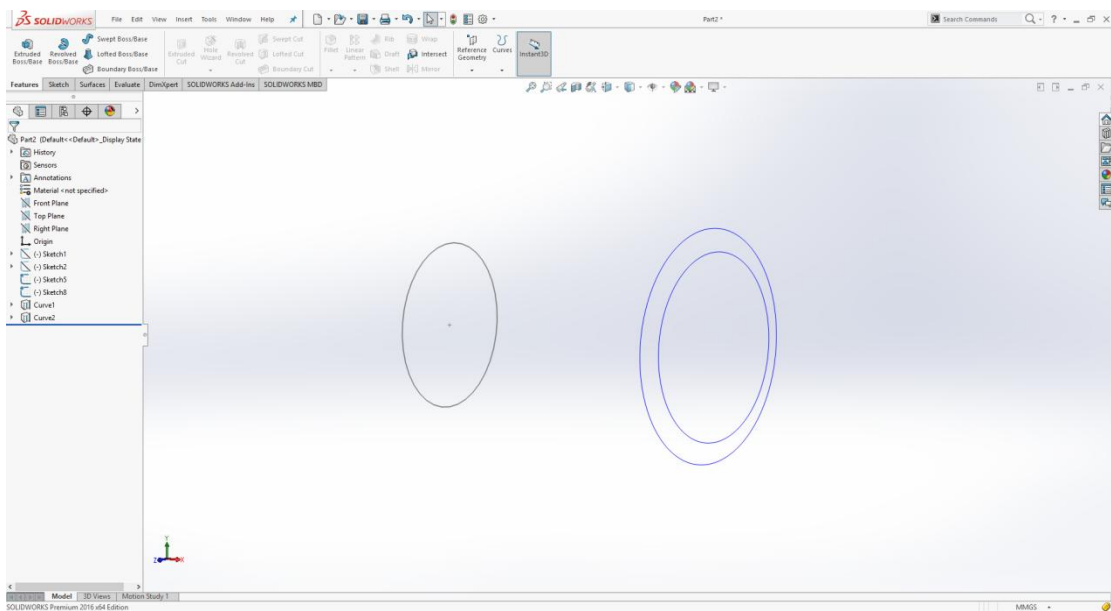 SOLIDWORKS File Edit View Insert Tools Window Help Part2 * Search Commands
Extruded Boss/Base
Revolved Boss/Base
Swept Boss/Base
Lofted Boss/Base
Boundary Boss/Base
Extruded Cut
Hole Wizard
Revolved Cut
Swept Cut
Lofted Cut
Boundary Cut
Fillet
Linear Pattern
Rib
Draft
Shell
Wrap
Intersect
Mirror
Reference Geometry
Curves
Instant3D
Features Sketch Surfaces Evaluate DimXpert SOLIDWORKS Add-Ins SOLIDWORKS MBD
Part2 (Default<<Default>_Display State
History
Sensors
Annotations
Material <not specified>
Front Plane
Top Plane
Right Plane
Origin
(-) Sketch1
(-) Sketch2
(-) Sketch5
(-) Sketch8
Curve1
Curve2
Y
Z X
Model 3D Views Motion Study 1
SOLIDWORKS Premium 2016 x64 Edition MMGS